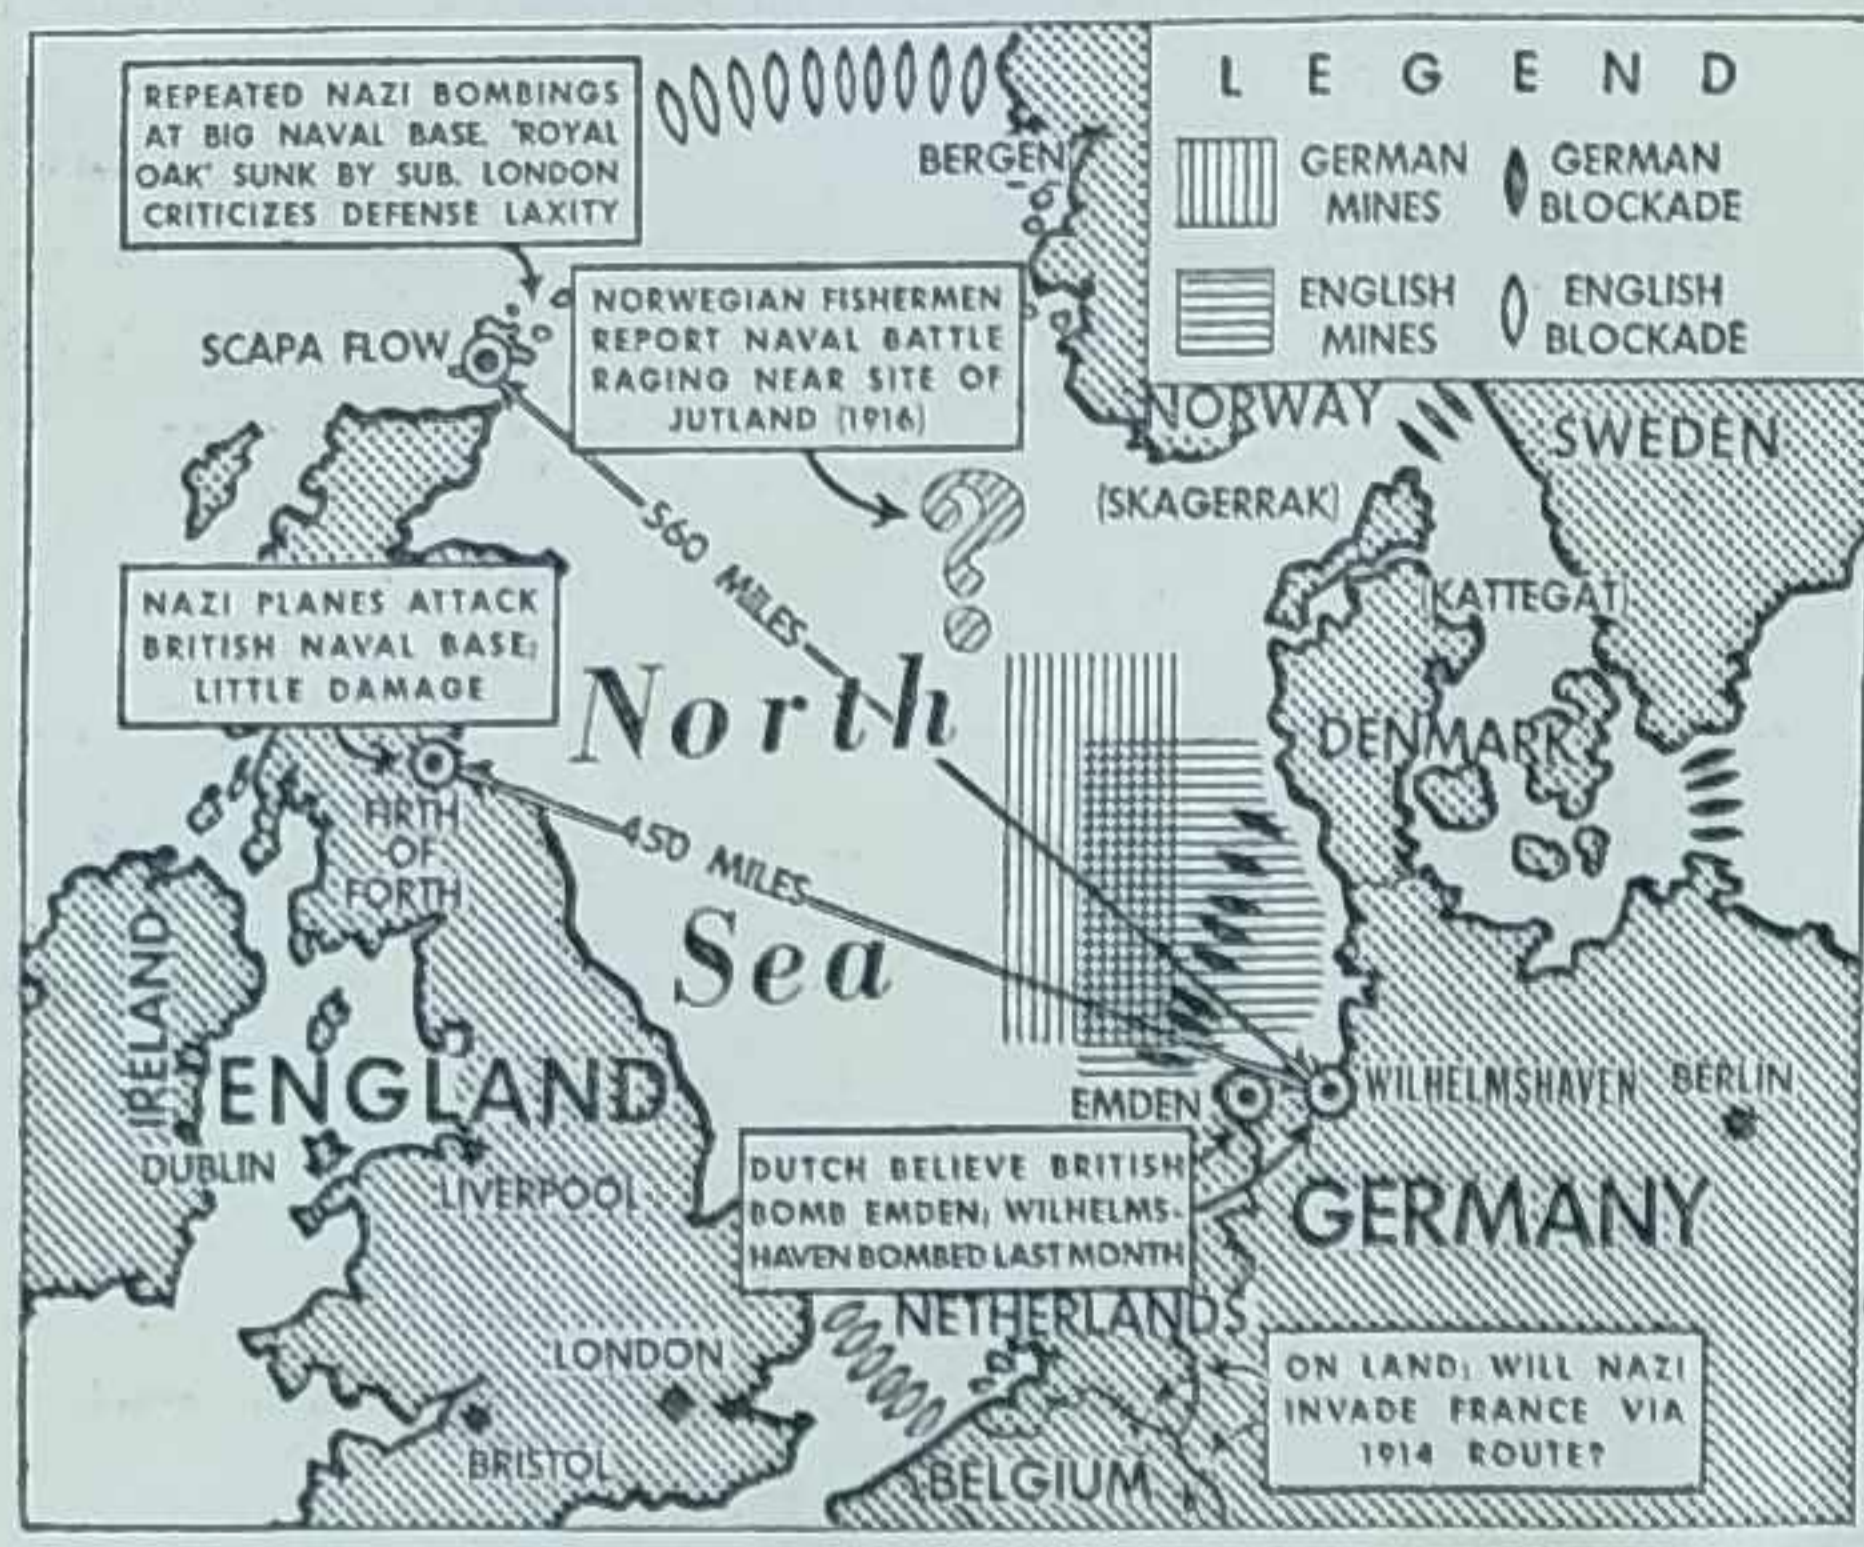 REPEATED NAZI BOMBINGS
AT BIG NAVAL BASE. "ROYAL
OAK" SUNK BY SUB. LONDON
CRITICIZES DEFENSE LAXITY
BERGEN
LEGEND
GERMAN
MINES
GERMAN
BLOCKADE
ENGLISH
MINES
ENGLISH
BLOCKADE
SCAPA FLOW
NORWEGIAN FISHERMEN
REPORT NAVAL BATTLE
RAGING NEAR SITE OF
JUTLAND (1916)
?
NORWAY
SWEDEN
(SKAGERRAK)
(KATTEGAT)
560 MILES
NAZI PLANES ATTACK
BRITISH NAVAL BASE;
LITTLE DAMAGE
North
Sea
DENMARK
FIRTH
OF
FORTH
450 MILES
IRELAND
ENGLAND
DUBLIN
LIVERPOOL
EMDEN
WILHELMSHAVEN
BERLIN
DUTCH BELIEVE BRITISH
BOMB EMDEN; WILHELMS-
HAVEN BOMBED LAST MONTH
GERMANY
NETHERLANDS
LONDON
BRISTOL
BELGIUM
ON LAND; WILL NAZI
INVADE FRANCE VIA
1914 ROUTE?